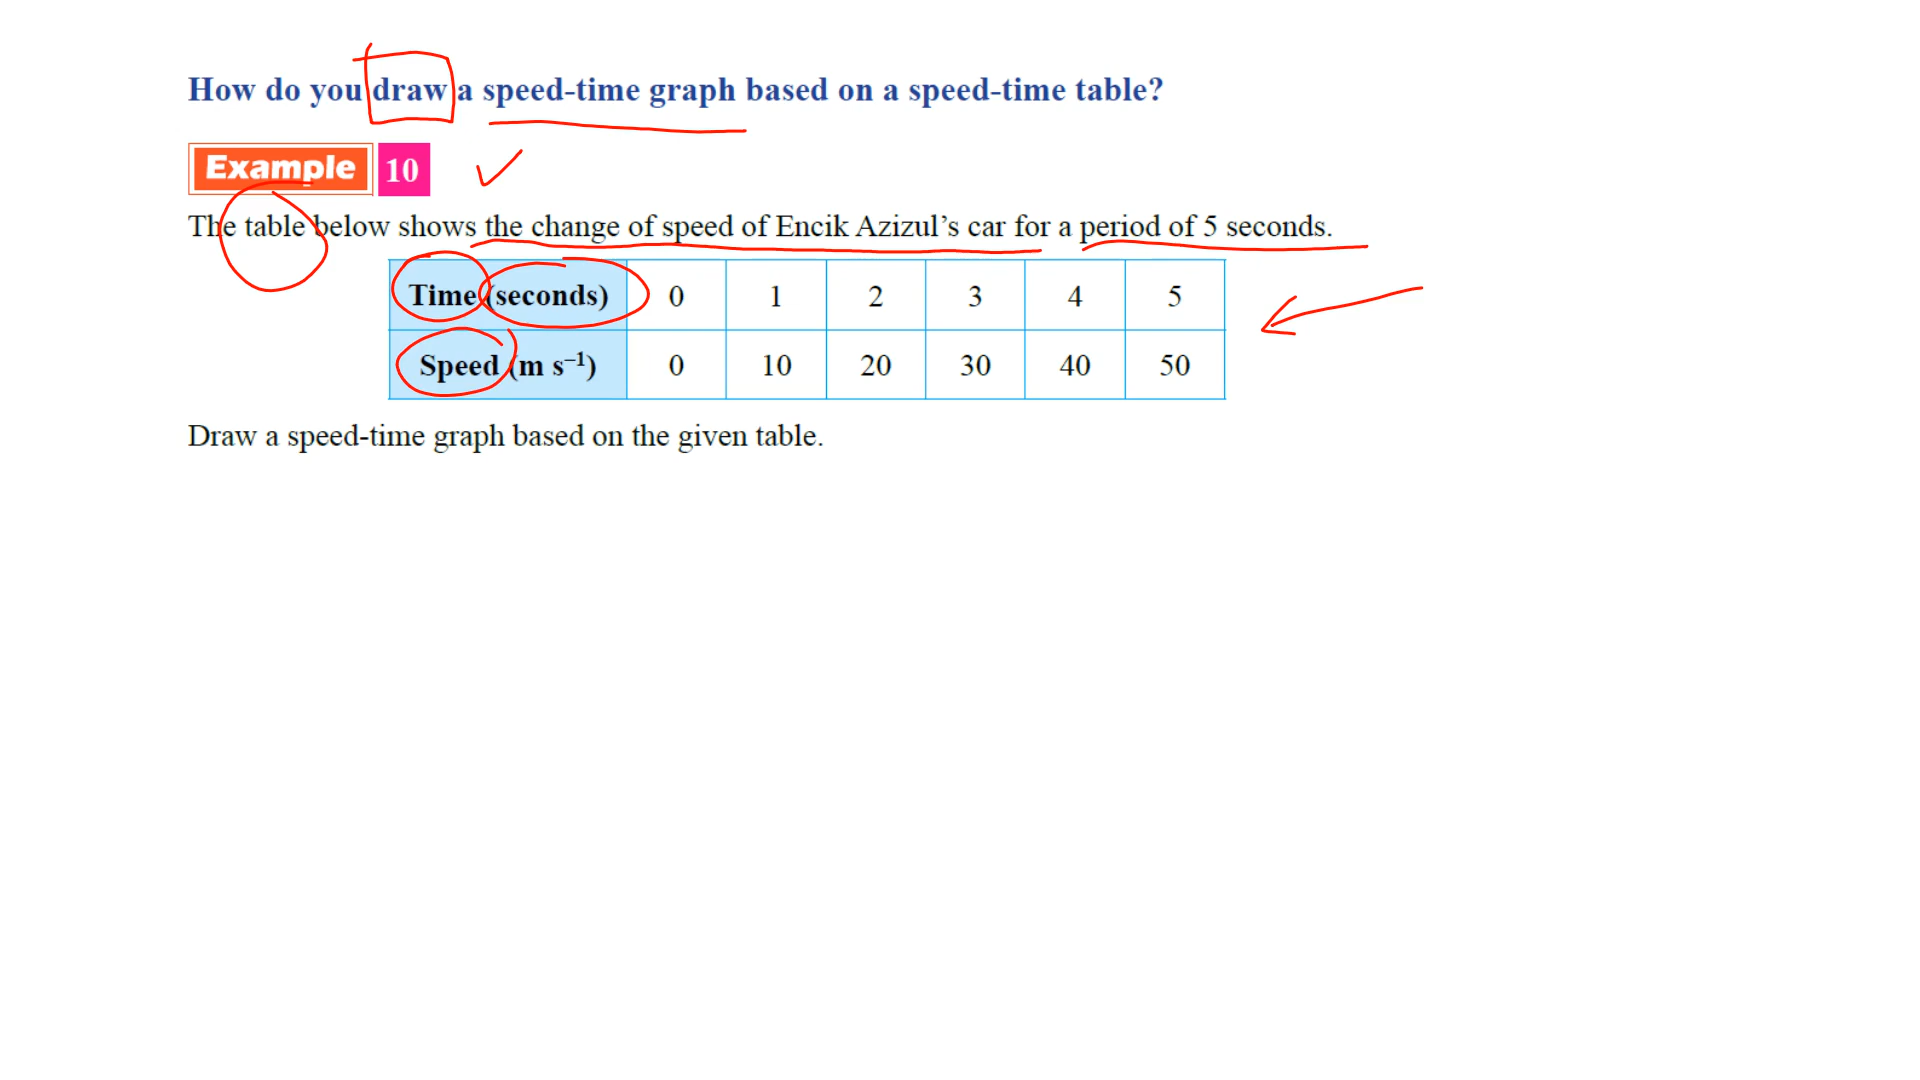 How do you draw a speed-time graph based on a speed-time table?
Example 10
The table below shows the change of speed of Encik Azizul’s car for a period of 5 seconds.
Time (seconds) 0 1 2 3 4 5
Speed (m s⁻¹) 0 10 20 30 40 50
Draw a speed-time graph based on the given table.